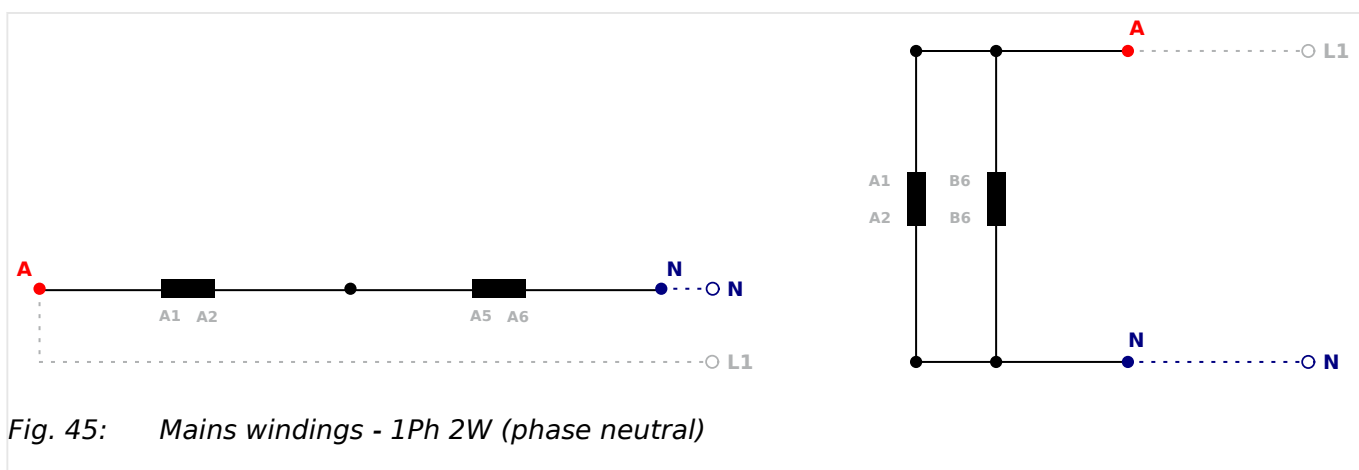 A
L1
A1
B6
A2
B6
A
N
N
A1 A2
A5 A6
L1
N
N
Fig. 45: Mains windings - 1Ph 2W (phase neutral)